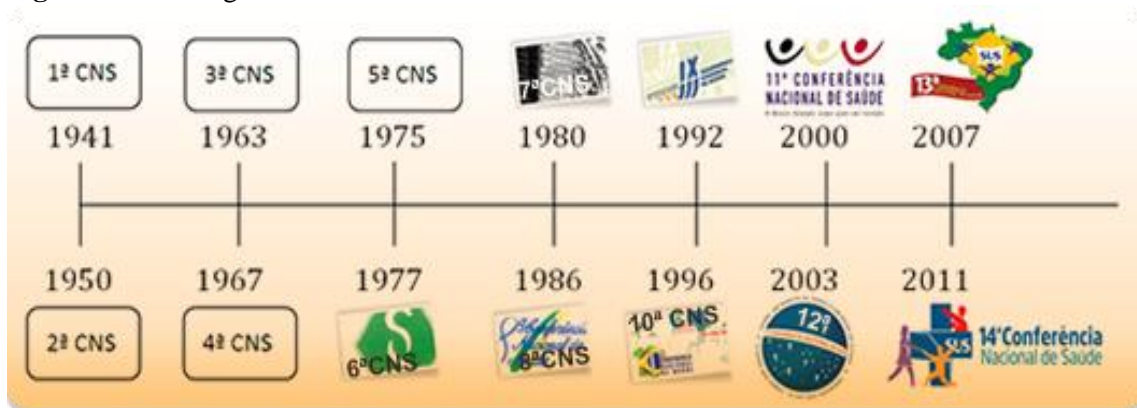 1ª CNS
3ª CNS
5ª CNS
7ªCNS
IX
11ª CONFERÊNCIA
NACIONAL DE SAÚDE
SUS
13ª
1941
1963
1975
1980
1992
2000
2007
1950
1967
1977
1986
1996
2003
2011
2ª CNS
4ª CNS
6ªCNS
8ªCNS
10ª CNS
12ª
SUS
14ªConferência
Nacional de Saúde